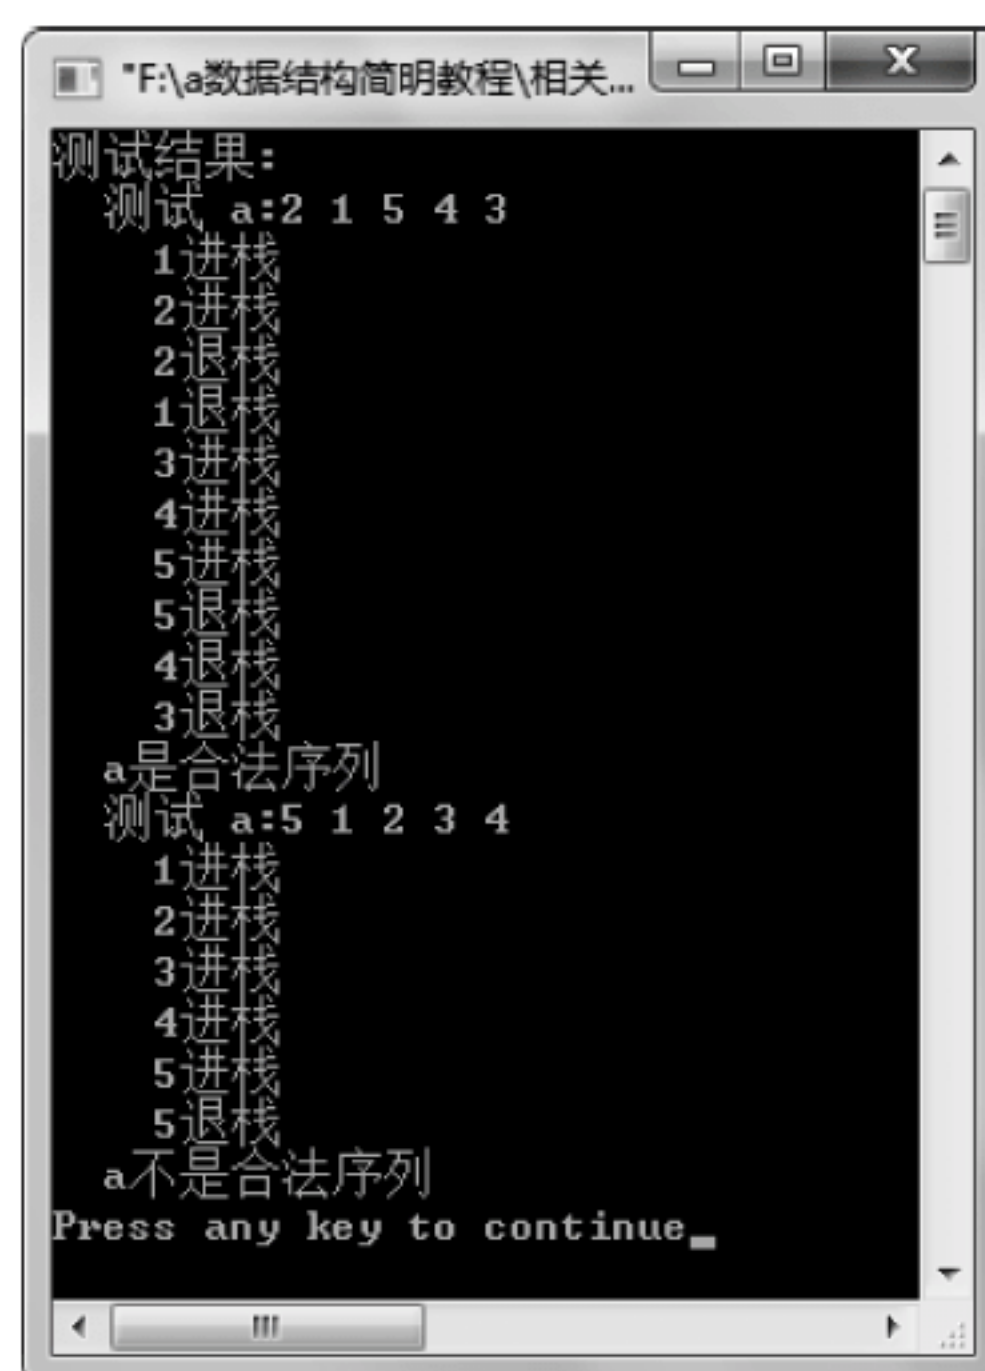 "F:\a数据结构简明教程\相关...
测试结果:
测试 a:2 1 5 4 3
1进栈
2进栈
2退栈
1退栈
3进栈
4进栈
5进栈
5退栈
4退栈
3退栈
a是合法序列
测试 a:5 1 2 3 4
1进栈
2进栈
3进栈
4进栈
5进栈
5退栈
a不是合法序列
Press any key to continue